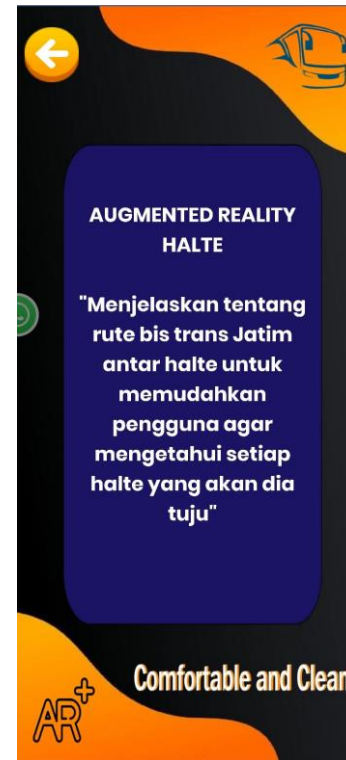 AUGMENTED REALITY
HALTE
"Menjelaskan tentang
rute bis trans Jatim
antar halte untuk
memudahkan
pengguna agar
mengetahui setiap
halte yang akan dia
tuju"
Comfortable and Clean
AR+